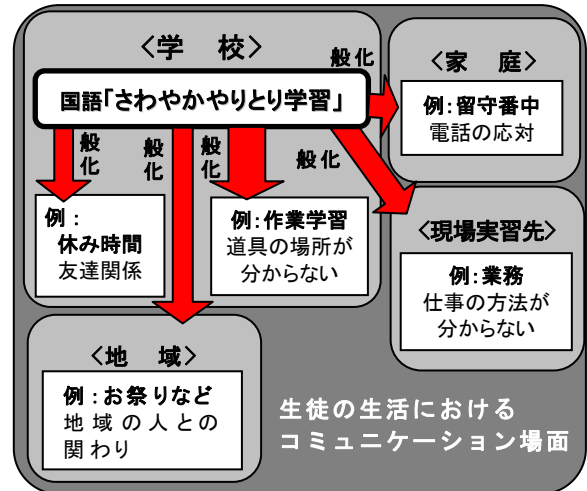 〈学　校〉
般化
国語「さわやかやりとり学習」
般化
般化
般化
般化
例：
休み時間
友達関係
例：作業学習
道具の場所が
分からない
〈家　庭〉
例：留守番中
電話の応対
〈現場実習先〉
例：業務
仕事の方法が
分からない
〈地　域〉
例：お祭りなど
地域の人との
関わり
生徒の生活における
コミュニケーション場面